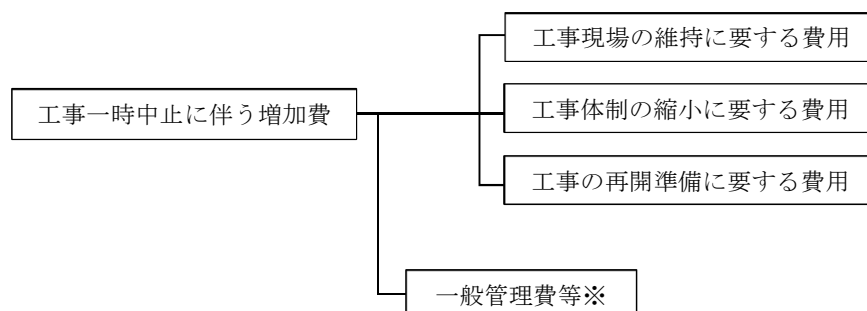 工事現場の維持に要する費用
工事一時中止に伴う増加費
工事体制の縮小に要する費用
工事の再開準備に要する費用
一般管理費等※